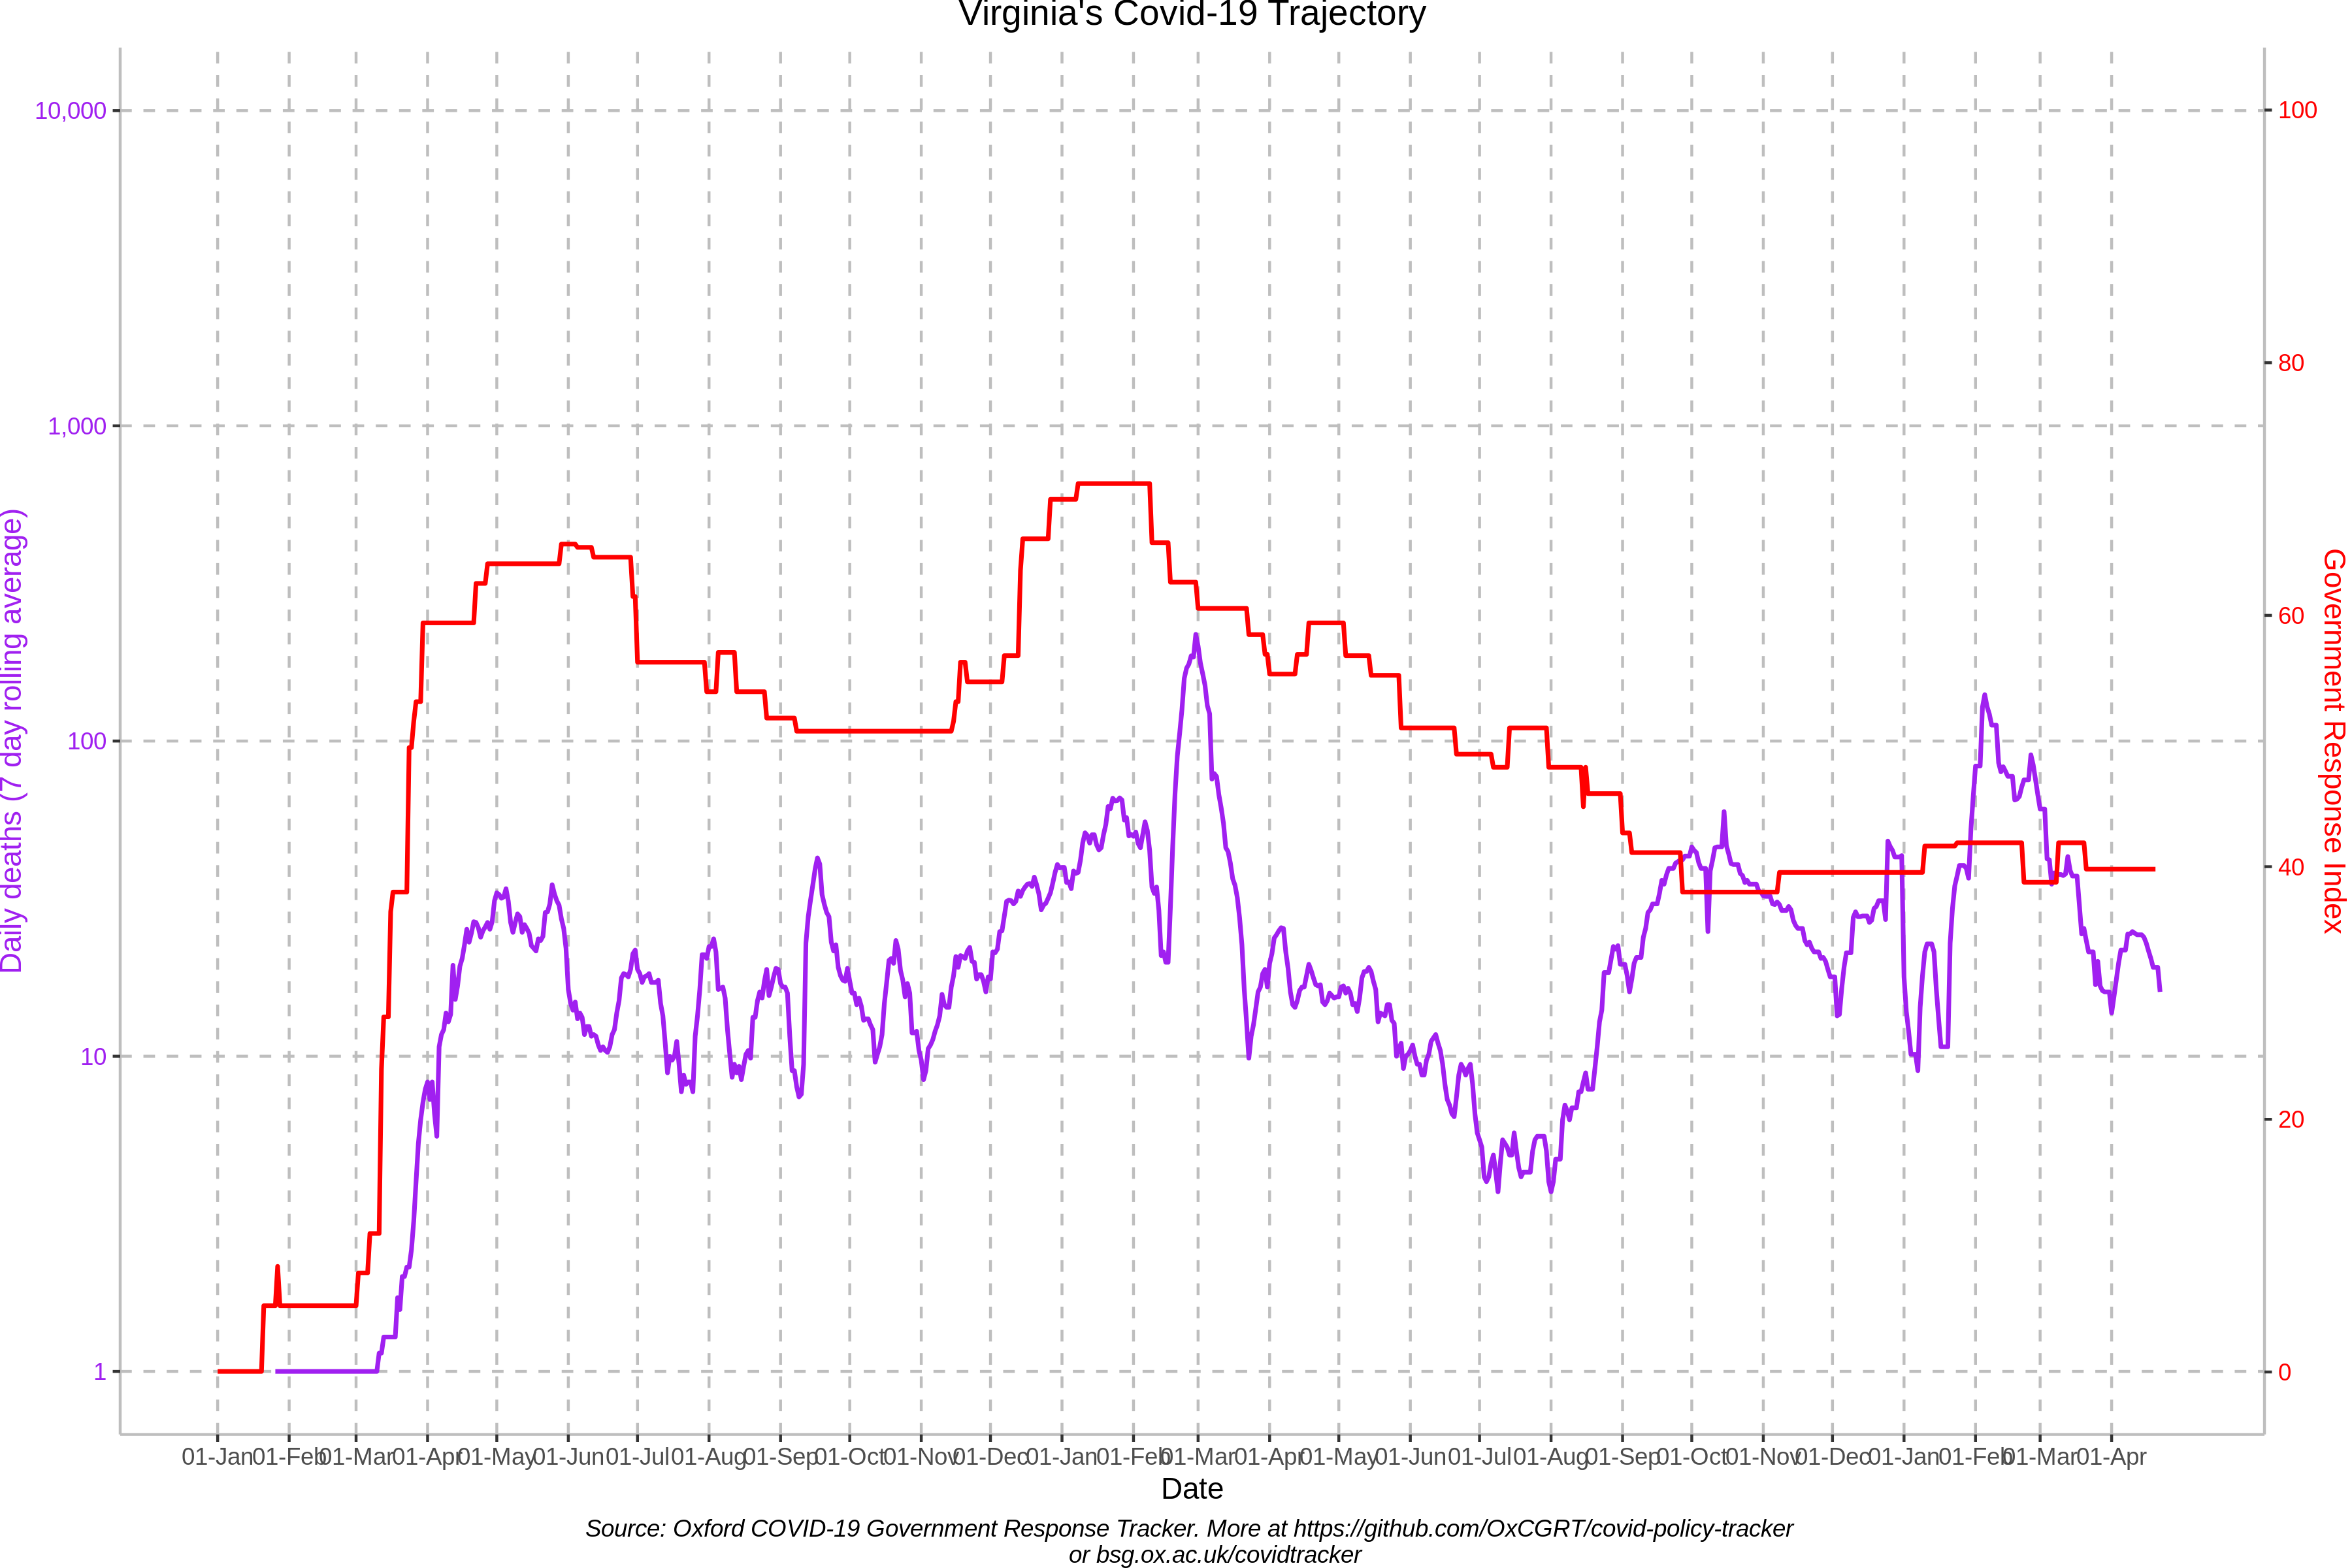 Virginia's Covid-19 Trajectory
10,000
1,000
100
10
1
Daily deaths (7 day rolling average)
100
80
60
40
20
0
Government Response Index
01-Jan 01-Feb 01-Mar 01-Apr 01-May 01-Jun 01-Jul 01-Aug 01-Sep 01-Oct 01-Nov 01-Dec 01-Jan 01-Feb 01-Mar 01-Apr 01-May 01-Jun 01-Jul 01-Aug 01-Sep 01-Oct 01-Nov 01-Dec 01-Jan 01-Feb 01-Mar 01-Apr
Date
Source: Oxford COVID-19 Government Response Tracker. More at https://github.com/OxCGRT/covid-policy-tracker
or bsg.ox.ac.uk/covidtracker